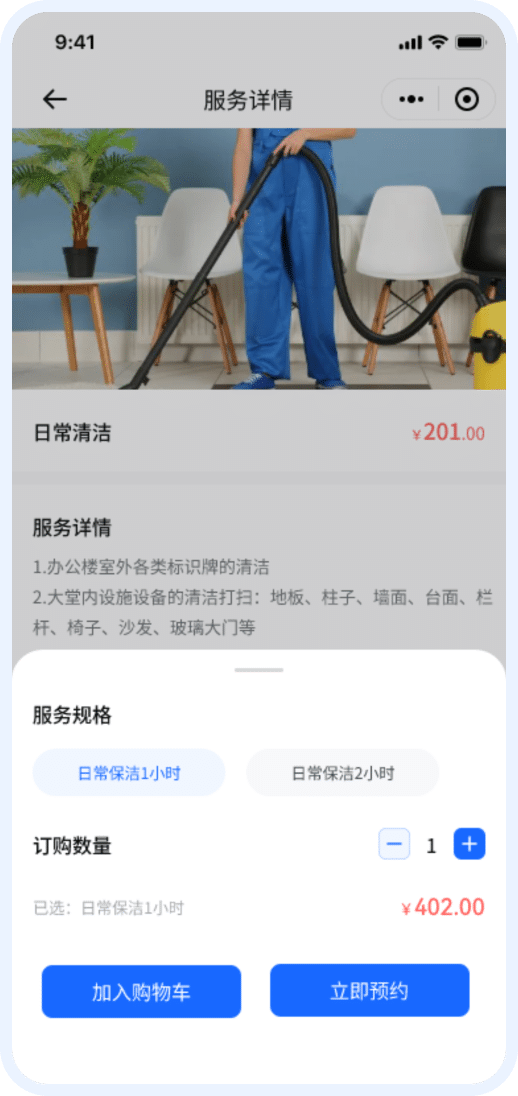 9:41
服务详情
日常清洁
¥201.00
服务详情
1.办公楼室外各类标识牌的清洁
2.大堂内设施设备的清洁打扫：地板、柱子、墙面、台面、栏
杆、椅子、沙发、玻璃大门等
服务规格
日常保洁1小时 日常保洁2小时
订购数量
1
已选：日常保洁1小时
¥402.00
加入购物车 立即预约